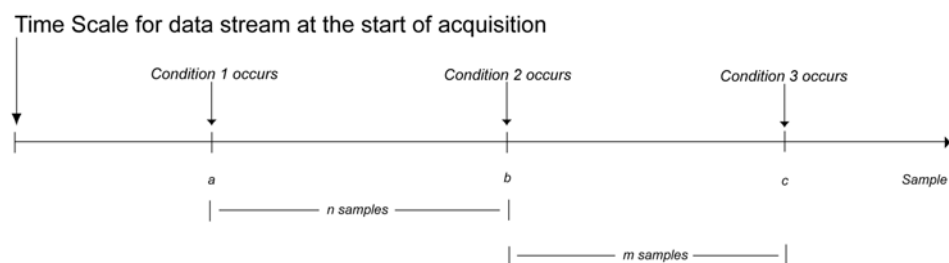 Time Scale for data stream at the start of acquisition
Condition 1 occurs
Condition 2 occurs
Condition 3 occurs
a
b
c
Sample
n samples
m samples